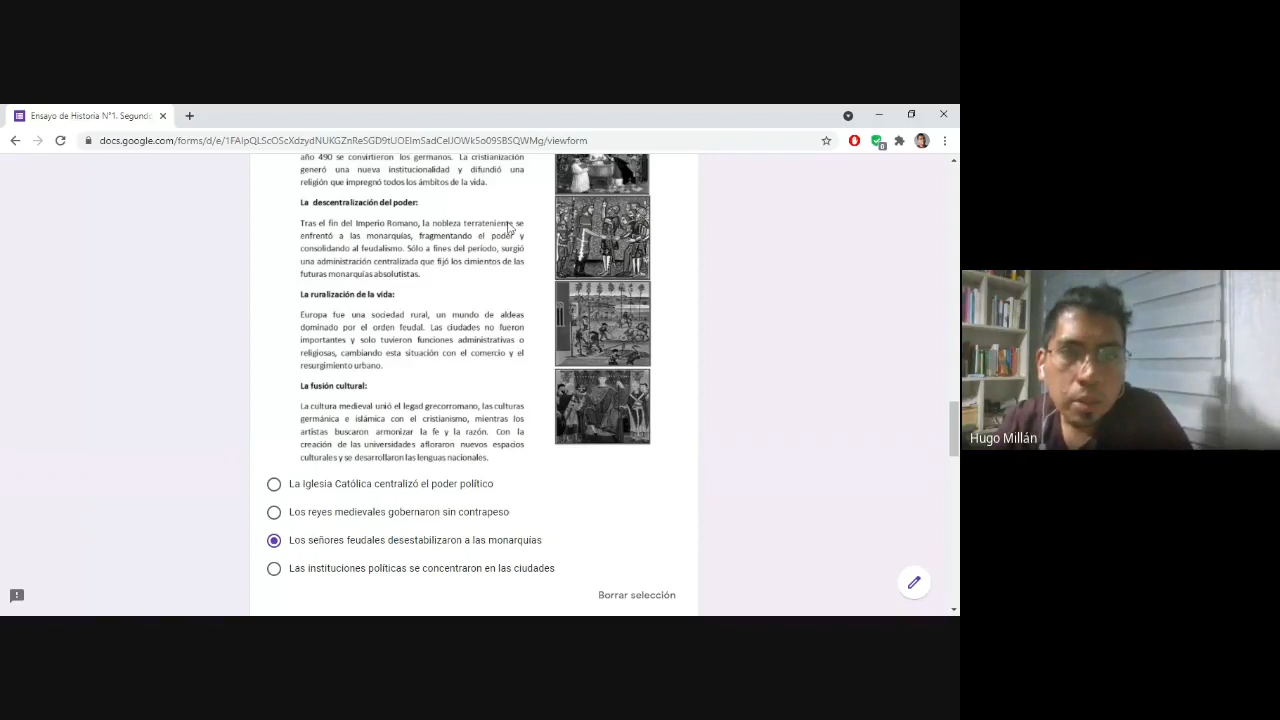 Ensayo de Historia N°1. Segundo
docs.google.com/forms/d/e/1FAIpQLScOScXdzydNUKGZnReSGD9tUOEImSadCelJOWk5o09SBSQWMg/viewform
año 490 se convirtieron los germanos. La cristianización
generó una nueva institucionalidad y difundió una
religión que impregnó todos los ámbitos de la vida.
La descentralización del poder:
Tras el fin del Imperio Romano, la nobleza terrateniente se
enfrentó a las monarquías, fragmentando el poder y
consolidando al feudalismo. Sólo a fines del período, surgió
una administración centralizada que fijó los cimientos de las
futuras monarquías absolutistas.
La ruralización de la vida:
Europa fue una sociedad rural, un mundo de aldeas
dominado por el orden feudal. Las ciudades no fueron
importantes y solo tuvieron funciones administrativas o
religiosas, cambiando esta situación con el comercio y el
resurgimiento urbano.
La fusión cultural:
La cultura medieval unió el legad grecorromano, las culturas
germánica e islámica con el cristianismo, mientras los
artistas buscaron armonizar la fe y la razón. Con la
creación de las universidades afloraron nuevos espacios
culturales y se desarrollaron las lenguas nacionales.
La Iglesia Católica centralizó el poder político
Los reyes medievales gobernaron sin contrapeso
Los señores feudales desestabilizaron a las monarquías
Las instituciones políticas se concentraron en las ciudades
Borrar selección
Hugo Millán